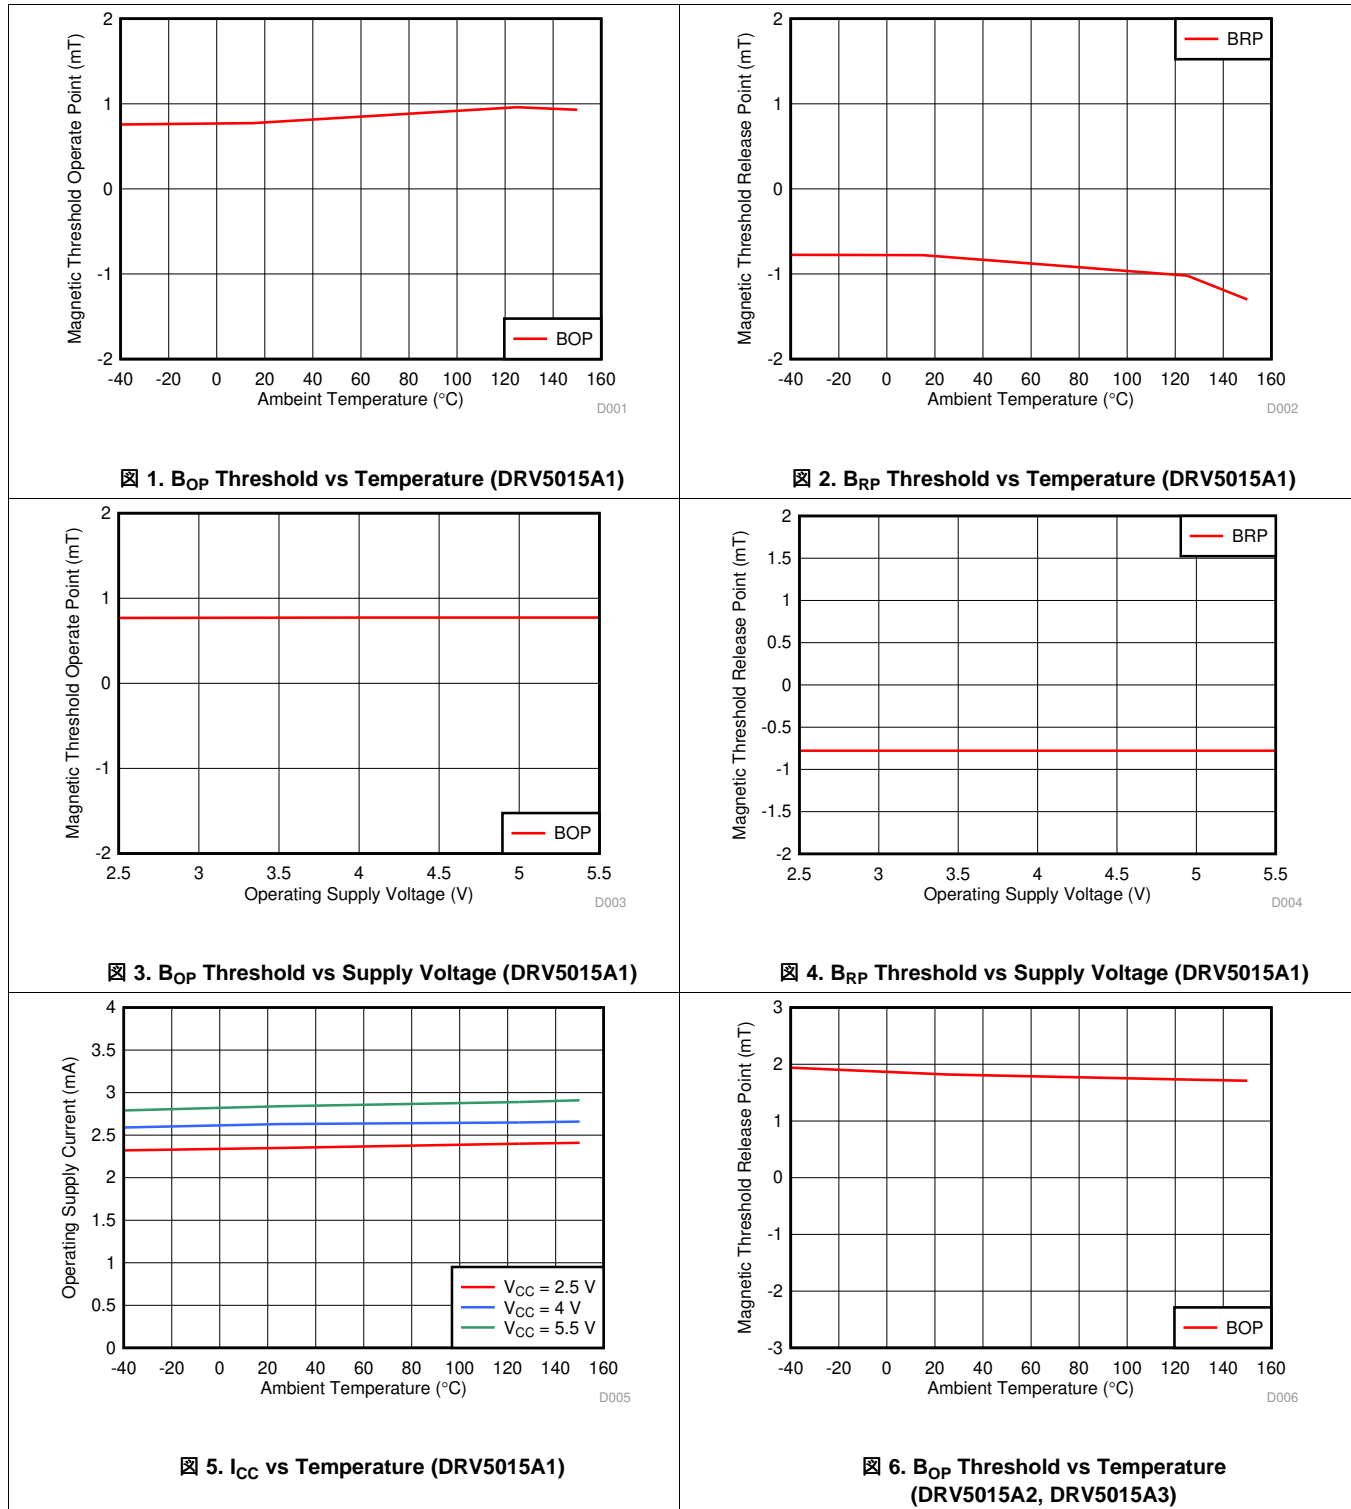 2
1
0
-1
-2
Magnetic Threshold Operate Point (mT)
BOP
-40 -20 0 20 40 60 80 100 120 140 160
Ambeint Temperature (°C)
D001
図 1. BOP Threshold vs Temperature (DRV5015A1)
2
1
0
-1
-2
Magnetic Threshold Release Point (mT)
BRP
-40 -20 0 20 40 60 80 100 120 140 160
Ambient Temperature (°C)
D002
図 2. BRP Threshold vs Temperature (DRV5015A1)
2
1
0
-1
-2
Magnetic Threshold Operate Point (mT)
BOP
2.5 3 3.5 4 4.5 5 5.5
Operating Supply Voltage (V)
D003
図 3. BOP Threshold vs Supply Voltage (DRV5015A1)
2
1.5
1
0.5
0
-0.5
-1
-1.5
-2
Magnetic Threshold Release Point (mT)
BRP
2.5 3 3.5 4 4.5 5 5.5
Operating Supply Voltage (V)
D004
図 4. BRP Threshold vs Supply Voltage (DRV5015A1)
4
3.5
3
2.5
2
1.5
1
0.5
0
Operating Supply Current (mA)
VCC = 2.5 V
VCC = 4 V
VCC = 5.5 V
-40 -20 0 20 40 60 80 100 120 140 160
Ambient Temperature (°C)
D005
図 5. ICC vs Temperature (DRV5015A1)
3
2
1
0
-1
-2
-3
Magnetic Threshold Release Point (mT)
BOP
-40 -20 0 20 40 60 80 100 120 140 160
Ambient Temperature (°C)
D006
図 6. BOP Threshold vs Temperature
(DRV5015A2, DRV5015A3)